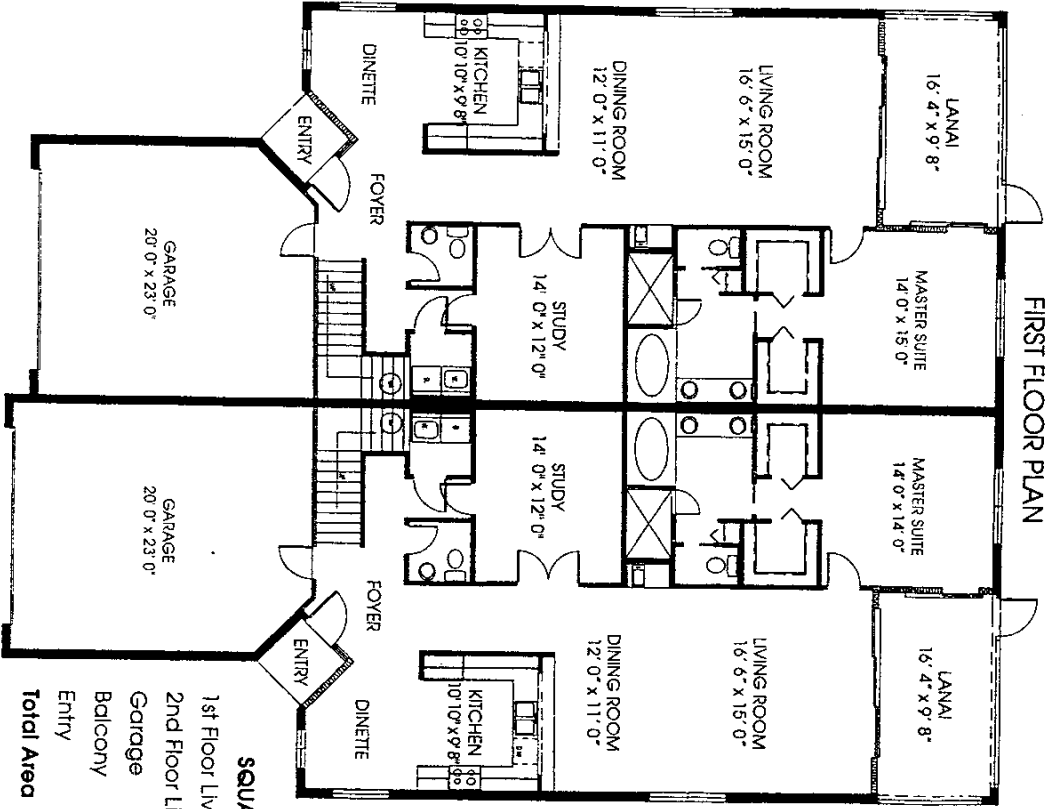 FIRST FLOOR PLAN
LANAI
16' 4" x 9' 8"
MASTER SUITE
14' 0" x 15' 0"
MASTER SUITE
14' 0" x 14' 0"
LANAI
16' 4" x 9' 8"
LIVING ROOM
16' 6" x 15' 0"
LIVING ROOM
16' 6" x 15' 0"
DINING ROOM
12' 0" x 11' 0"
STUDY
14' 0" x 12" 0"
STUDY
14' 0" x 12" 0"
DINING ROOM
12' 0" x 11' 0"
KITCHEN
10' 10" x 9' 8"
KITCHEN
10' 10" x 9' 8"
DINETTE
FOYER
FOYER
DINETTE
ENTRY
ENTRY
GARAGE
20' 0" x 23' 0"
GARAGE
20' 0" x 23' 0"
SQUA
1st Floor Liv
2nd Floor Li
Garage
Balcony
Entry
Total Area